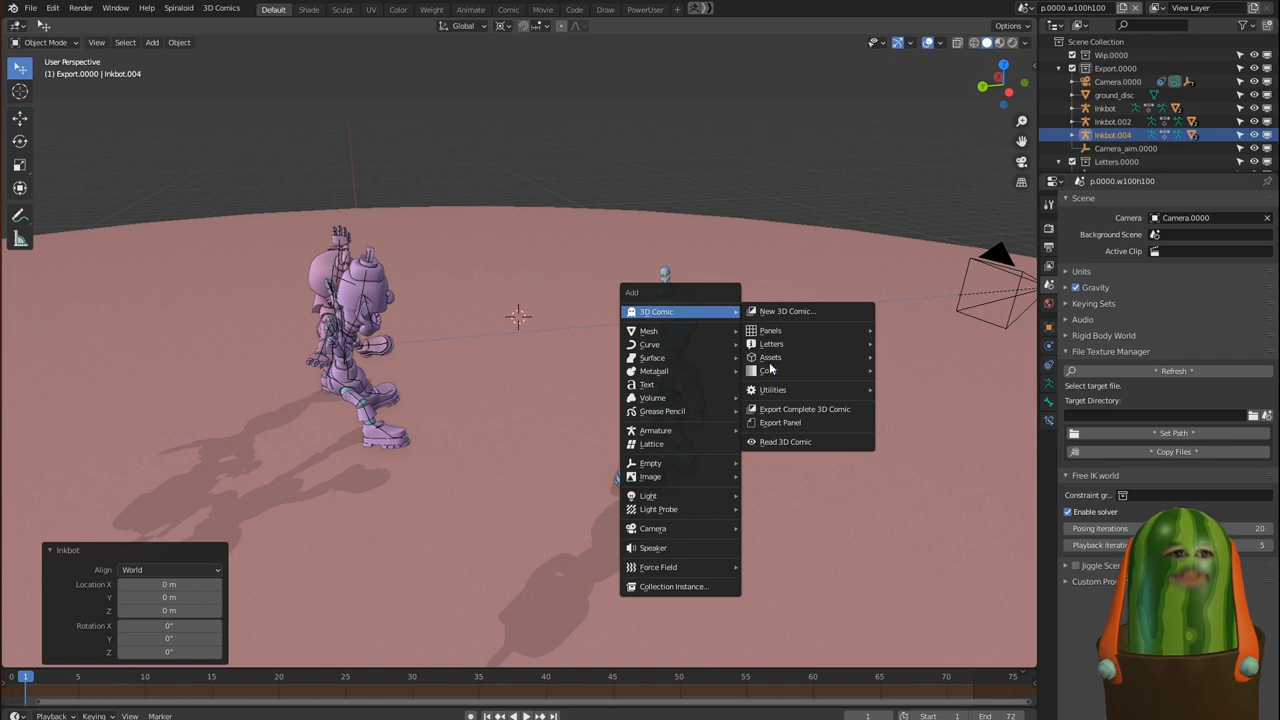 File Edit Render Window Help Spiraloid 3D Comics
Default Shade Sculpt UV Color Weight Animate Comic Movie Code Draw PowerUser
p.0000.w100h100
View Layer
Global
Options
Object Mode View Select Add Object
User Perspective
(1) Export.0000 | Inkbot.004
Z
Y
Scene Collection
Wip.0000
Export.0000
Camera.0000
ground_disc
Inkbot
Inkbot.002
Inkbot.004
Camera_aim.0000
Letters.0000
p.0000.w100h100
Scene
Camera Camera.0000
Background Scene
Active Clip
Units
Gravity
Keying Sets
Audio
Rigid Body World
File Texture Manager
* Refresh *
Select target file.
Target Directory:
* Set Path *
* Copy Files *
Free IK world
Constraint gr...
Enable solver
Posing iterations 20
Playback iteratic 5
Jiggle Scen
Custom Pro
Add
3D Comic
Mesh
Curve
Surface
Metaball
Text
Volume
Grease Pencil
Armature
Lattice
Empty
Image
Light
Light Probe
Camera
Speaker
Force Field
Collection Instance...
New 3D Comic...
Panels
Letters
Assets
Utilities
Export Complete 3D Comic
Export Panel
Read 3D Comic
Inkbot
Align World
Location X 0 m
Y 0 m
Z 0 m
Rotation X 0°
Y 0°
Z 0°
0 1 5 10 15 20 25 30 35 40 45 50 55 60 65 70 75
Playback Keying View Marker
1 Start 1 End 72